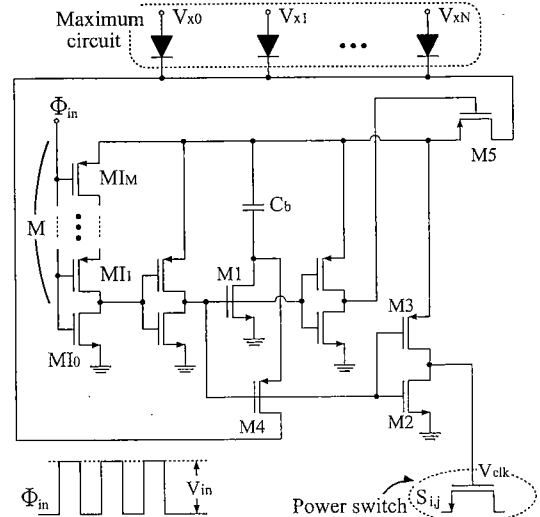 Maximum
circuit
Vx0
Vx1
•••
VxN
Φin
M5
MIM
M
Cb
MI1
M1
M3
MI0
M4
M2
Vclk
Φin
Vin
Power switch
Si,j